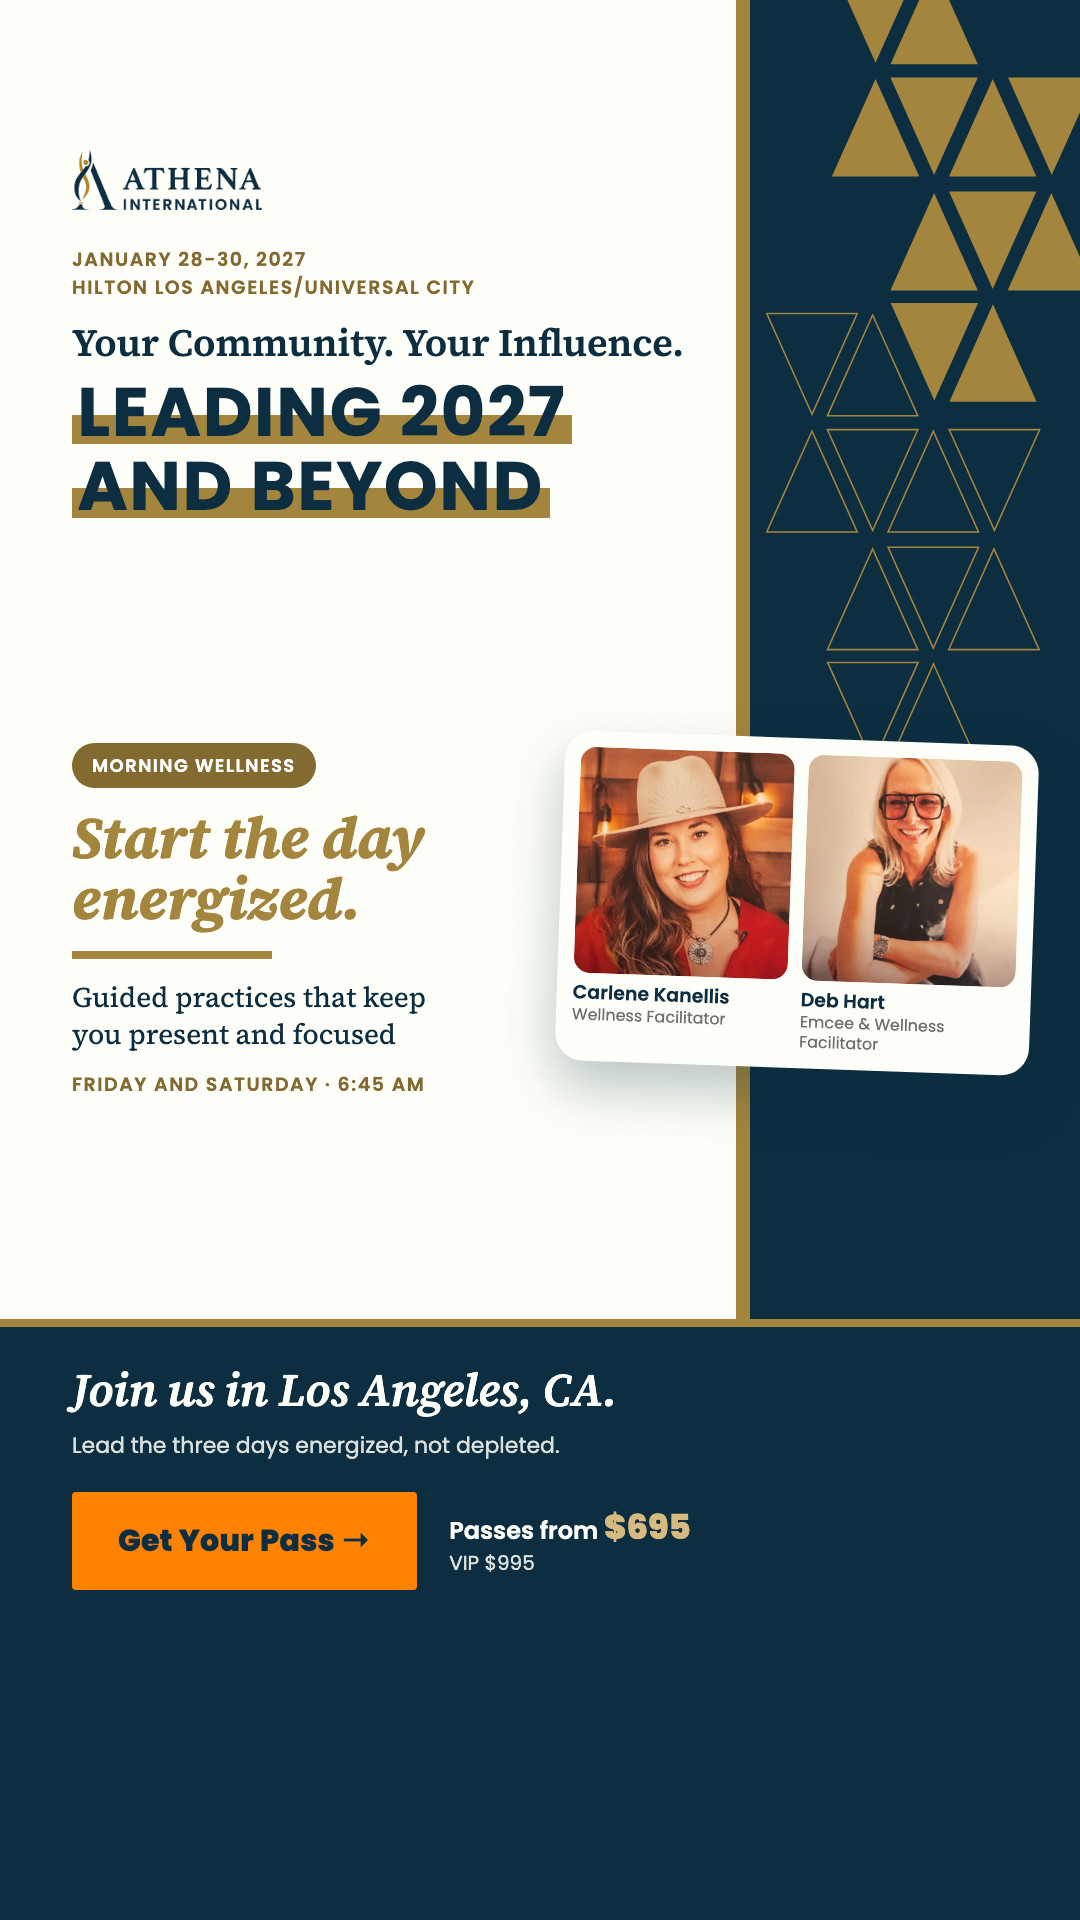 ATHENA
INTERNATIONAL
JANUARY 28-30, 2027
HILTON LOS ANGELES/UNIVERSAL CITY
Your Community. Your Influence.
LEADING 2027
AND BEYOND
MORNING WELLNESS
Start the day
energized.
Guided practices that keep
you present and focused
FRIDAY AND SATURDAY · 6:45 AM
Carlene Kanellis
Wellness Facilitator
Deb Hart
Emcee & Wellness
Facilitator
Join us in Los Angeles, CA.
Lead the three days energized, not depleted.
Get Your Pass →
Passes from $695
VIP $995